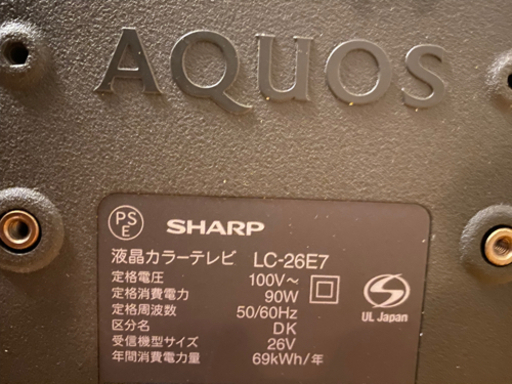 AQUOS
PS
E
SHARP
液晶カラーテレビ LC-26E7
定格電圧 100V～
定格消費電力 90W
定格周波数 50/60Hz
区分名 DK
受信機型サイズ 26V
年間消費電力量 69kWh/年
UL Japan